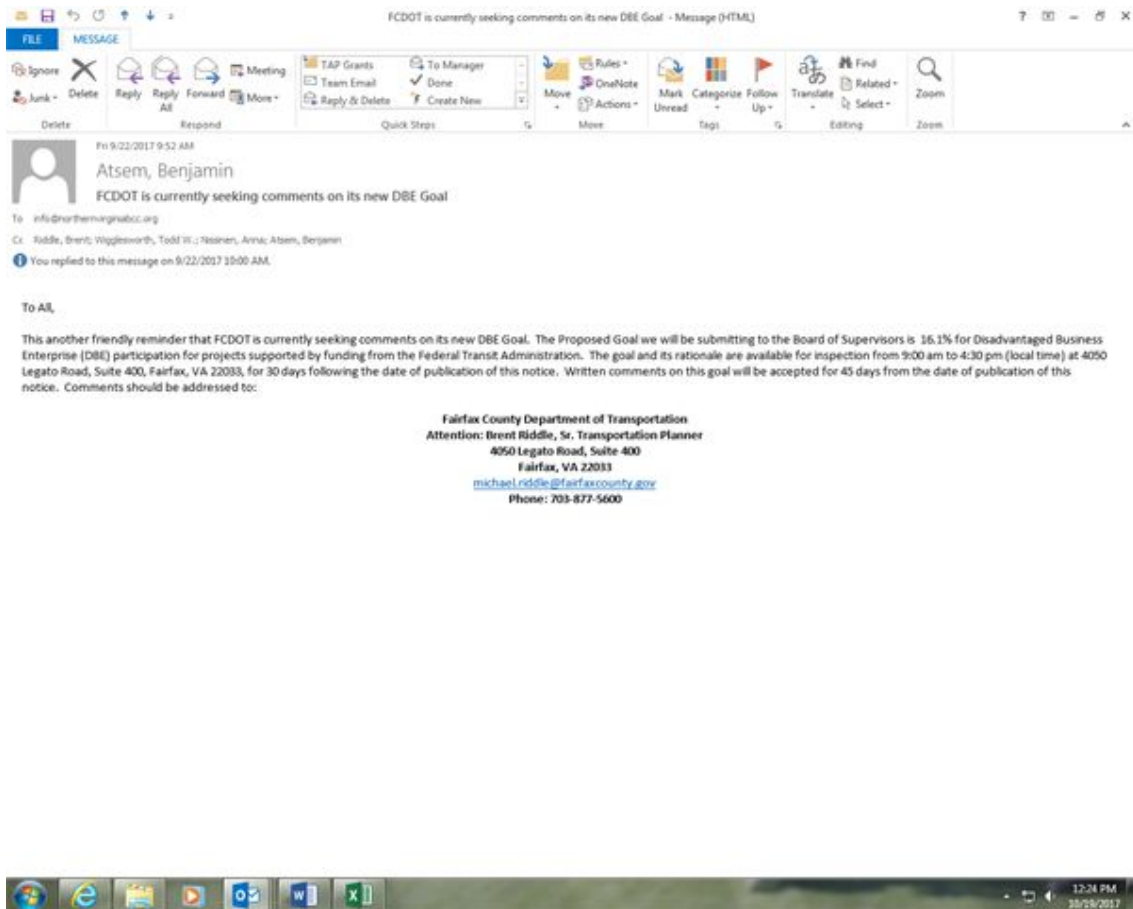 FCDOT is currently seeking comments on its new DBE Goal - Message (HTML)
FILE MESSAGE
Ignore
Junk
Delete
Reply
Reply All
Forward
Meeting
More
TAP Grants
Team Email
Reply & Delete
To Manager
Done
Create New
Move
Rules
OneNote
Actions
Mark Unread
Categorize
Follow Up
Translate
Find
Related
Select
Zoom
Delete Respond Quick Steps Move Tags Editing Zoom
Fri 9/22/2017 9:52 AM
Atsem, Benjamin
FCDOT is currently seeking comments on its new DBE Goal
To info@northernvirginiabcc.org
Cc Riddle, Brent; Wigglesworth, Todd W.; Nissinen, Anna; Atsem, Benjamin
You replied to this message on 9/22/2017 10:00 AM.
To All,
This another friendly reminder that FCDOT is currently seeking comments on its new DBE Goal. The Proposed Goal we will be submitting to the Board of Supervisors is 16.1% for Disadvantaged Business
Enterprise (DBE) participation for projects supported by funding from the Federal Transit Administration. The goal and its rationale are available for inspection from 9:00 am to 4:30 pm (local time) at 4050
Legato Road, Suite 400, Fairfax, VA 22033, for 30 days following the date of publication of this notice. Written comments on this goal will be accepted for 45 days from the date of publication of this
notice. Comments should be addressed to:
Fairfax County Department of Transportation
Attention: Brent Riddle, Sr. Transportation Planner
4050 Legato Road, Suite 400
Fairfax, VA 22033
michael.riddle@fairfaxcounty.gov
Phone: 703-877-5600
12:24 PM
10/19/2017